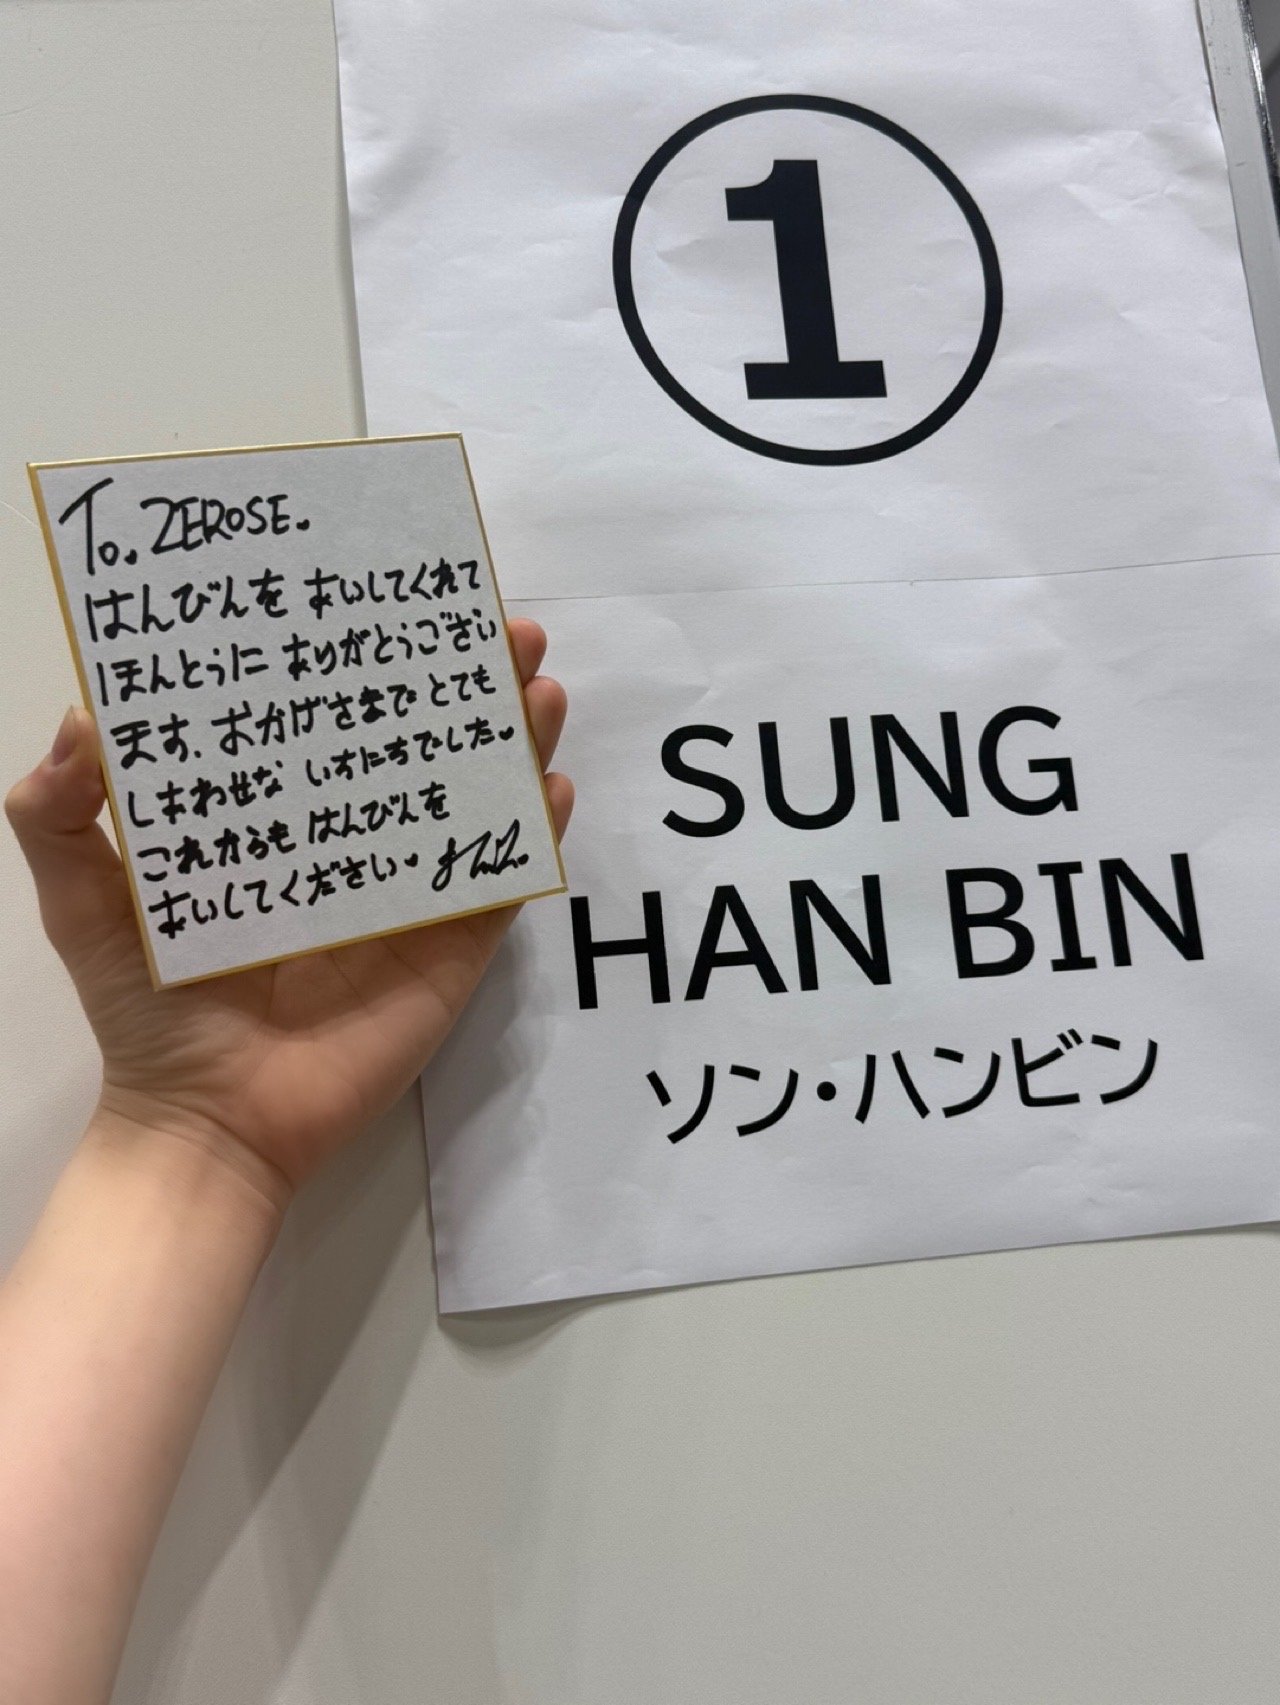 To. ZEROSE.
はんびんを あいしてくれて
ほんとうに ありがとうござい
ます. おかげさまで とても
しあわせな いちにちでした.
これからも はんびんを
あいしてください
①
SUNG
HAN BIN
ソン・ハンビン